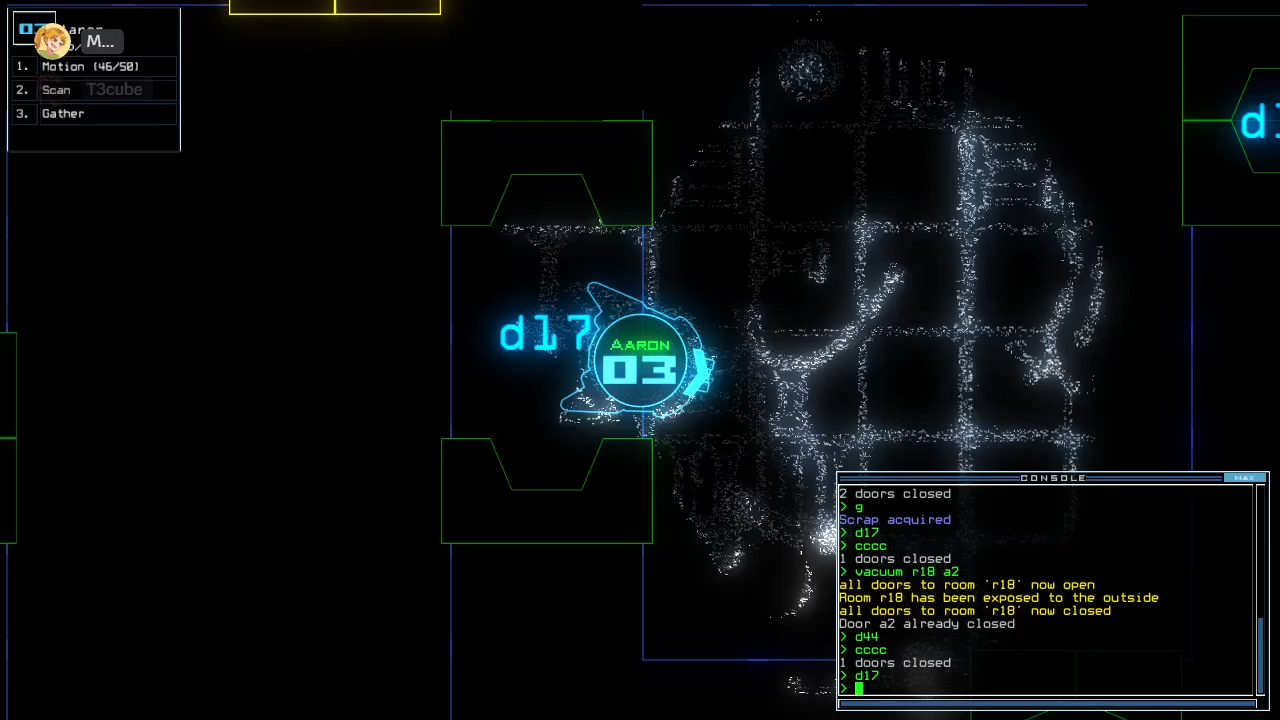 M...
1. Motion (46/50)
2. Scan
T3cube
3. Gather
d17
AARON
03
CONSOLE
MAX
2 doors closed
> g
Scrap acquired
> d17
> cccc
1 doors closed
> vacuum r18 a2
all doors to room 'r18' now open
Room r18 has been exposed to the outside
all doors to room 'r18' now closed
Door a2 already closed
> d44
> cccc
1 doors closed
> d17
>